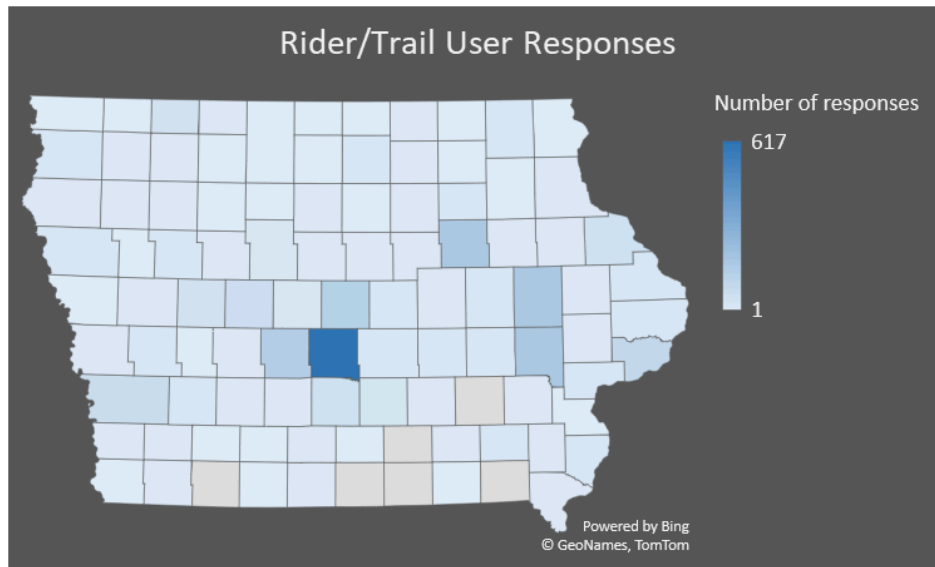 Rider/Trail User Responses
Number of responses
617
1
Powered by Bing
© GeoNames, TomTom